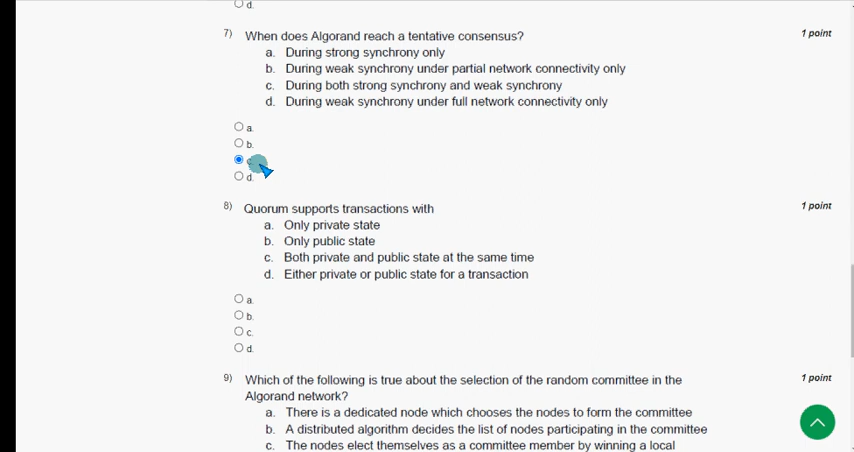 d.
7) When does Algorand reach a tentative consensus? 1 point
a. During strong synchrony only
b. During weak synchrony under partial network connectivity only
c. During both strong synchrony and weak synchrony
d. During weak synchrony under full network connectivity only
a.
b.
d.
8) Quorum supports transactions with 1 point
a. Only private state
b. Only public state
c. Both private and public state at the same time
d. Either private or public state for a transaction
a.
b.
c.
d.
9) Which of the following is true about the selection of the random committee in the 1 point
Algorand network?
a. There is a dedicated node which chooses the nodes to form the committee
b. A distributed algorithm decides the list of nodes participating in the committee
c. The nodes elect themselves as a committee member by winning a local